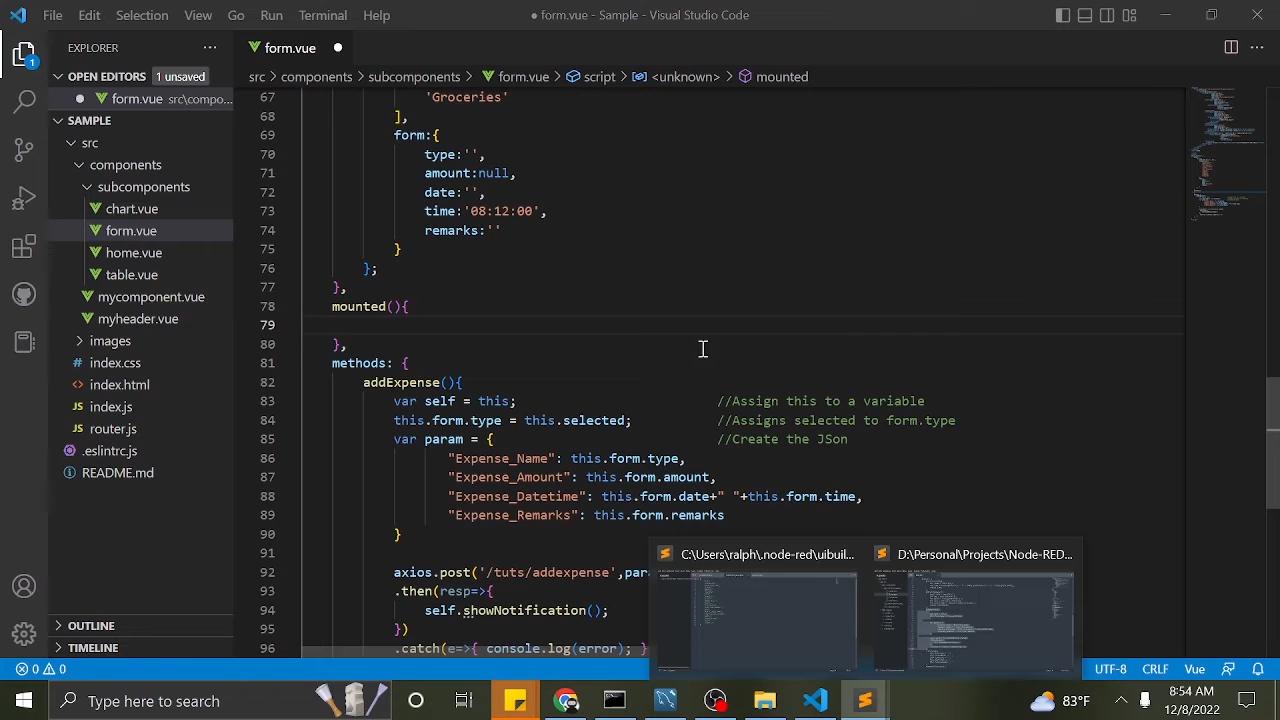 File Edit Selection View Go Run Terminal Help
● form.vue - Sample - Visual Studio Code
EXPLORER
OPEN EDITORS 1 unsaved
form.vue src\compo...
SAMPLE
src
components
subcomponents
chart.vue
form.vue
home.vue
table.vue
mycomponent.vue
myheader.vue
images
index.css
index.html
index.js
router.js
.eslintrc.js
README.md
OUTLINE
TIMELINE
form.vue
src > components > subcomponents > form.vue > script > <unknown> > mounted
67 'Groceries'
68 ],
69 form:{
70 type:'',
71 amount:null,
72 date:'',
73 time:'08:12:00',
74 remarks:''
75 }
76 };
77 },
78 mounted(){
79
80 },
81 methods: {
82 addExpense(){
83 var self = this; //Assign this to a variable
84 this.form.type = this.selected; //Assigns selected to form.type
85 var param = { //Create the JSon
86 "Expense_Name": this.form.type,
87 "Expense_Amount": this.form.amount,
88 "Expense_Datetime": this.form.date+" "+this.form.time,
89 "Expense_Remarks": this.form.remarks
90 }
91
92 axios.post('/tuts/addexpense',par
93 .then(resp=>{
94 self.showNotification();
95 })
96 .catch(e=>{ console.log(error); }
C:\Users\ralph\.node-red\uibuil...
D:\Personal\Projects\Node-RED...
1
0 0
UTF-8 CRLF Vue
Type here to search
83°F
8:54 AM
12/8/2022